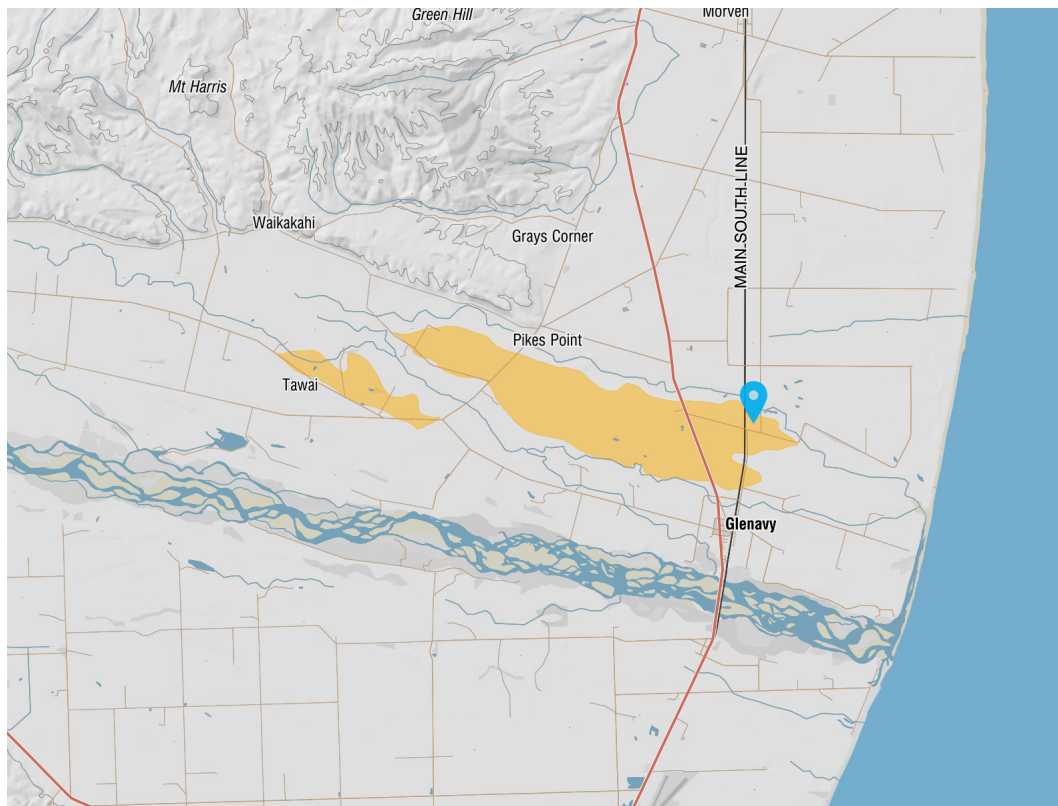 Green Hill
Morven
Mt Harris
MAIN SOUTH LINE
Waikakahi
Grays Corner
Pikes Point
Tawai
Glenavy